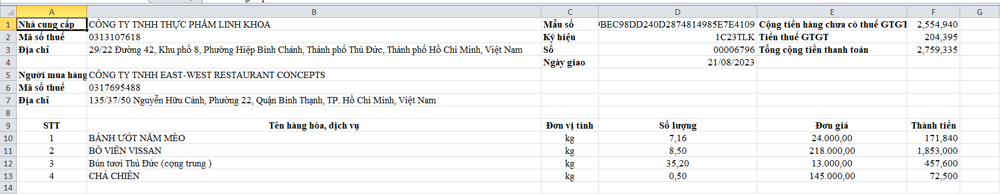 A B C D E F G
1 Nhà cung cấp CÔNG TY TNHH THỰC PHẨM LINH KHOA Mẫu số 9BEC98DD240D2874814985E7E4109 Cộng tiền hàng chưa có thuế GTGT 2,554,940
2 Mã số thuế 0313107618 Ký hiệu 1C23TLK Tiền thuế GTGT 204,395
3 Địa chỉ 29/22 Đường 42, Khu phố 8, Phường Hiệp Bình Chánh, Thành phố Thủ Đức, Thành phố Hồ Chí Minh, Việt Nam Số 00006796 Tổng cộng tiền thanh toán 2,759,335
4 Ngày giao 21/08/2023
5 Người mua hàng CÔNG TY TNHH EAST-WEST RESTAURANT CONCEPTS
6 Mã số thuế 0317695488
7 Địa chỉ 135/37/50 Nguyễn Hữu Cảnh, Phường 22, Quận Bình Thạnh, TP. Hồ Chí Minh, Việt Nam
8
9 STT Tên hàng hóa, dịch vụ Đơn vị tính Số lượng Đơn giá Thành tiền
10 1 BÁNH ƯỚT NẤM MÈO kg 7,16 24.000,00 171,840
11 2 BÒ VIÊN VISSAN kg 8,50 218.000,00 1,853,000
12 3 Bún tươi Thủ Đức (cọng trung ) kg 35,20 13.000,00 457,600
13 4 CHẢ CHIÊN kg 0,50 145.000,00 72,500
14